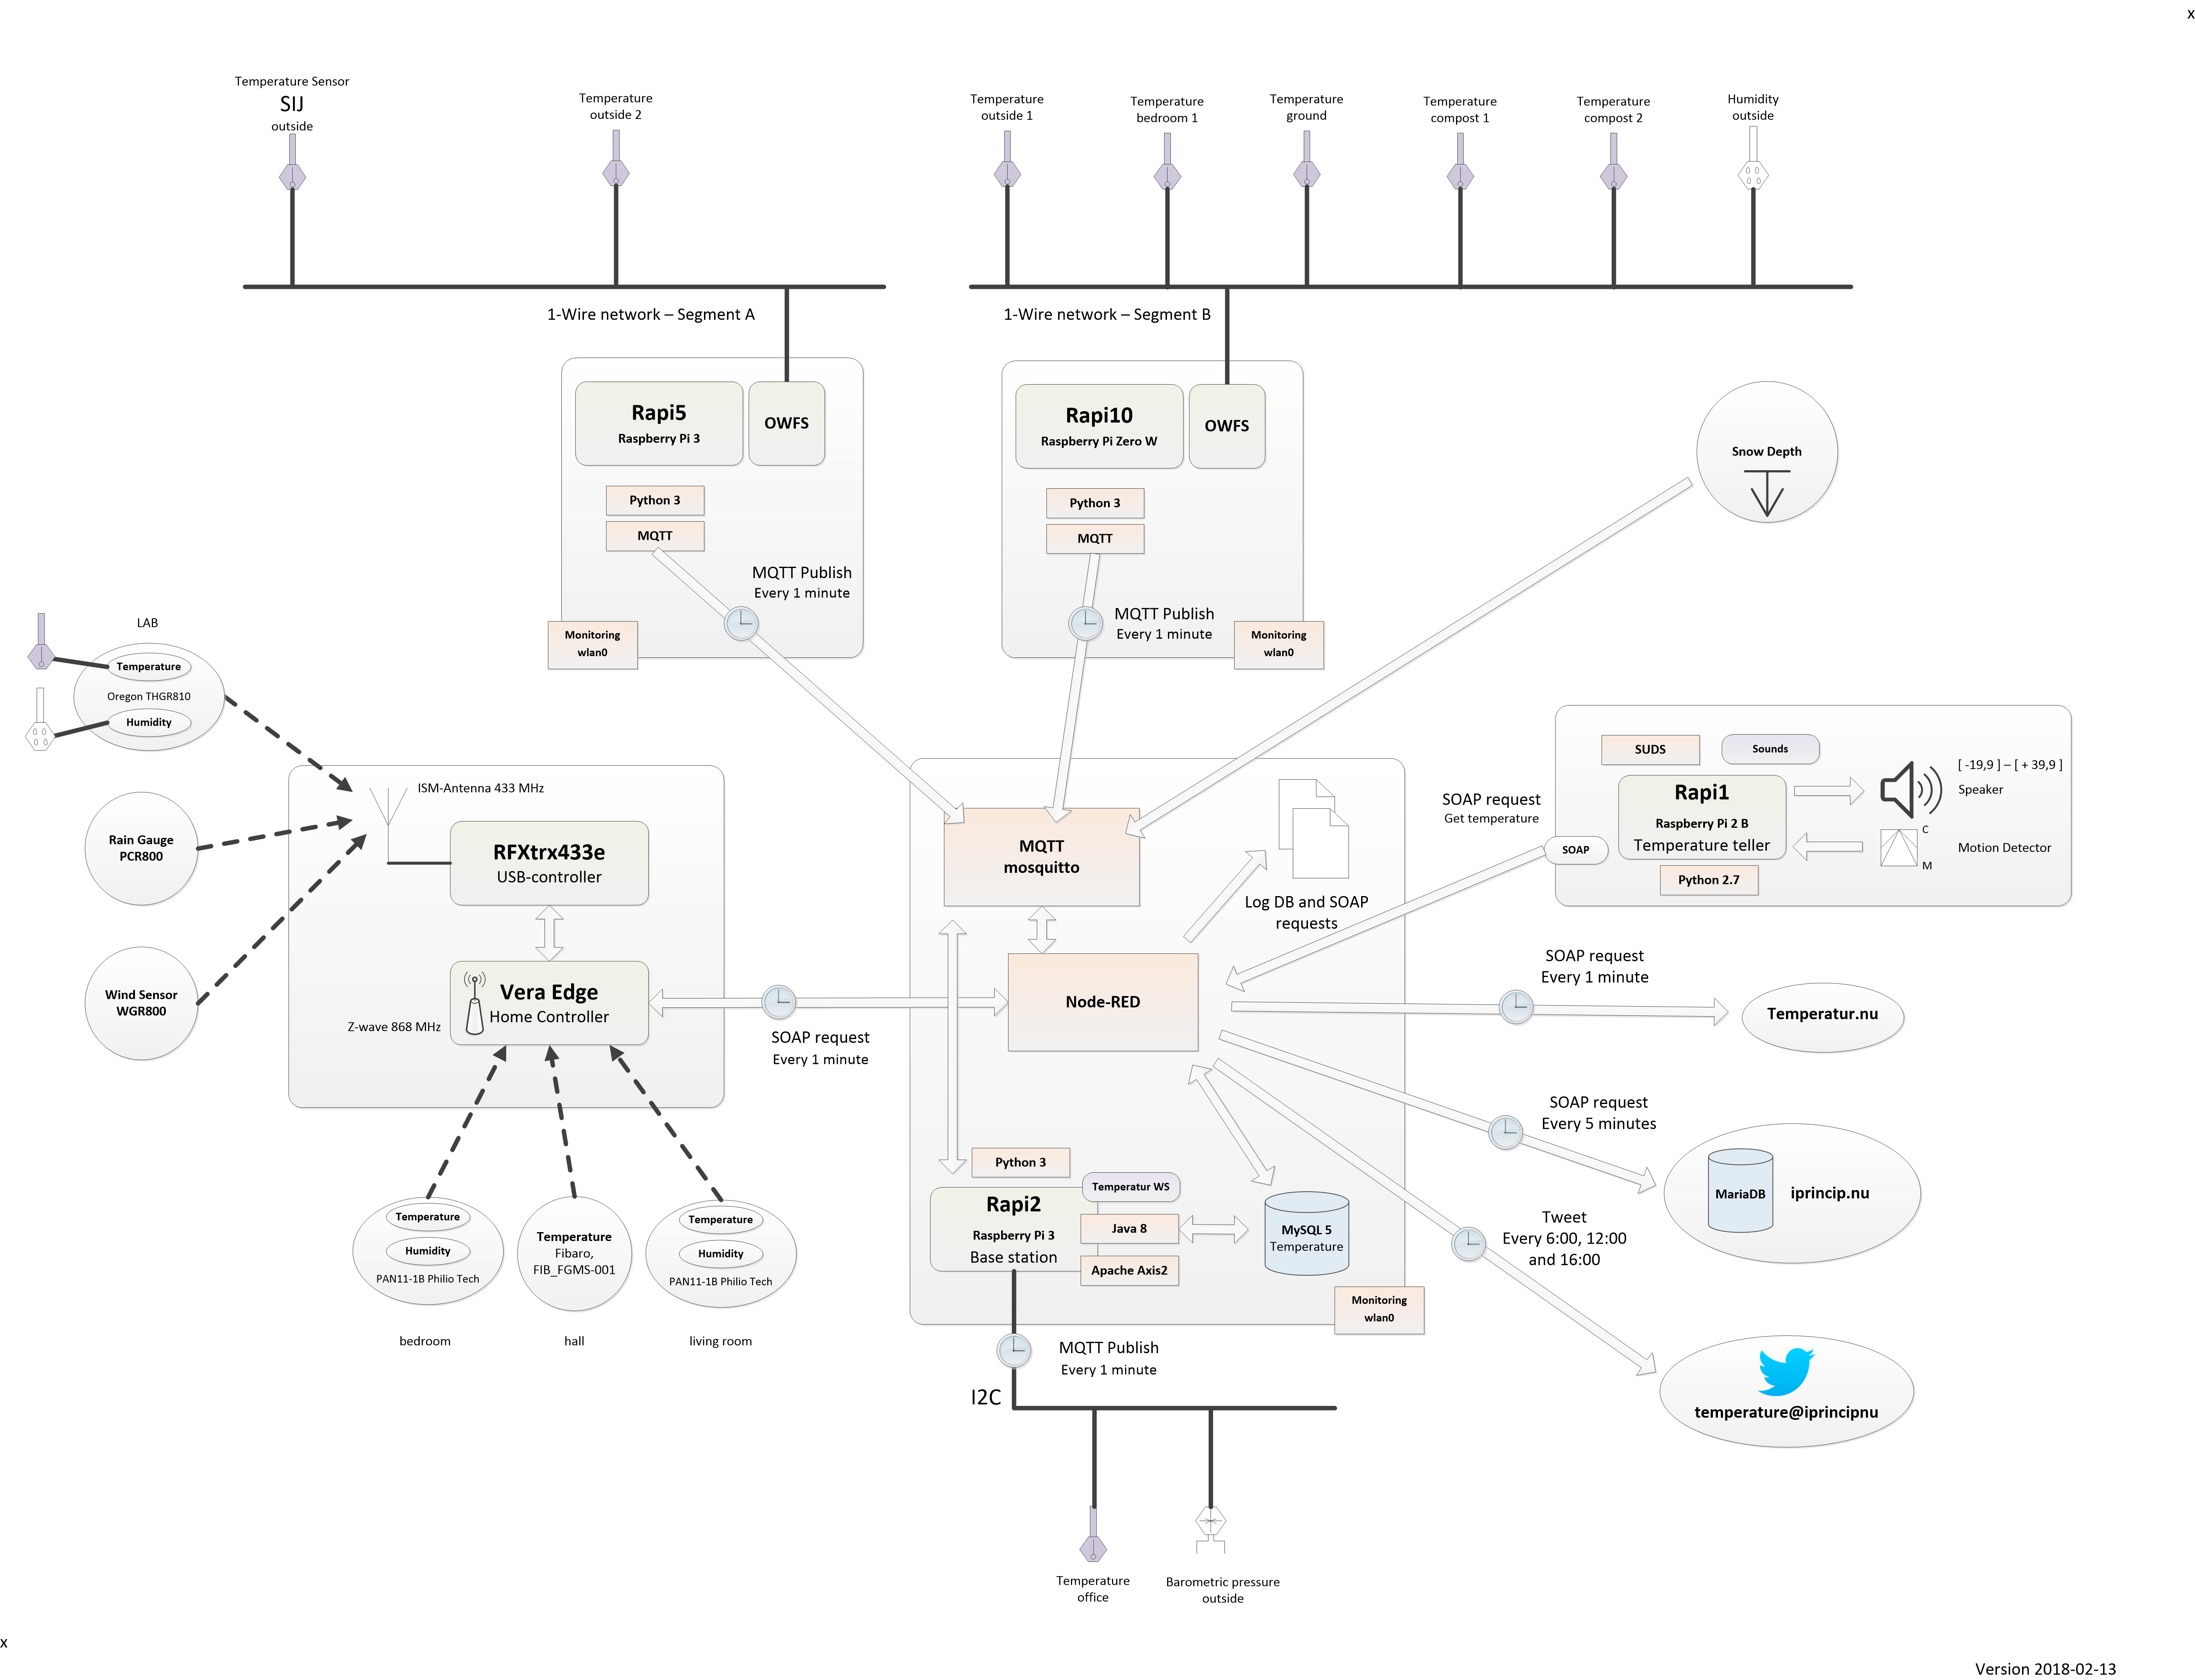 x
Temperature Sensor
SIJ
outside
Temperature
outside 2
Temperature
outside 1
Temperature
bedroom 1
Temperature
ground
Temperature
compost 1
Temperature
compost 2
Humidity
outside
1-Wire network – Segment A
1-Wire network – Segment B
Rapi5
Raspberry Pi 3
OWFS
Python 3
MQTT
MQTT Publish
Every 1 minute
Monitoring
wlan0
Rapi10
Raspberry Pi Zero W
OWFS
Python 3
MQTT
MQTT Publish
Every 1 minute
Monitoring
wlan0
Snow Depth
LAB
Temperature
Oregon THGR810
Humidity
Rain Gauge
PCR800
Wind Sensor
WGR800
ISM-Antenna 433 MHz
RFXtrx433e
USB-controller
Vera Edge
Home Controller
Z-wave 868 MHz
SOAP request
Every 1 minute
Temperature
Humidity
PAN11-1B Philio Tech
bedroom
Temperature
Fibaro,
FIB_FGMS-001
hall
Temperature
Humidity
PAN11-1B Philio Tech
living room
MQTT
mosquitto
Log DB and SOAP
requests
Node-RED
Python 3
Rapi2
Raspberry Pi 3
Base station
Temperatur WS
Java 8
Apache Axis2
MySQL 5
Temperature
Monitoring
wlan0
MQTT Publish
Every 1 minute
I2C
Temperature
office
Barometric pressure
outside
SUDS
Sounds
Rapi1
Raspberry Pi 2 B
Temperature teller
Python 2.7
[ -19,9 ] – [ + 39,9 ]
Speaker
C
M
Motion Detector
SOAP
SOAP request
Get temperature
SOAP request
Every 1 minute
Temperatur.nu
SOAP request
Every 5 minutes
MariaDB
iprincip.nu
Tweet
Every 6:00, 12:00
and 16:00
temperature@iprincipnu
x
Version 2018-02-13